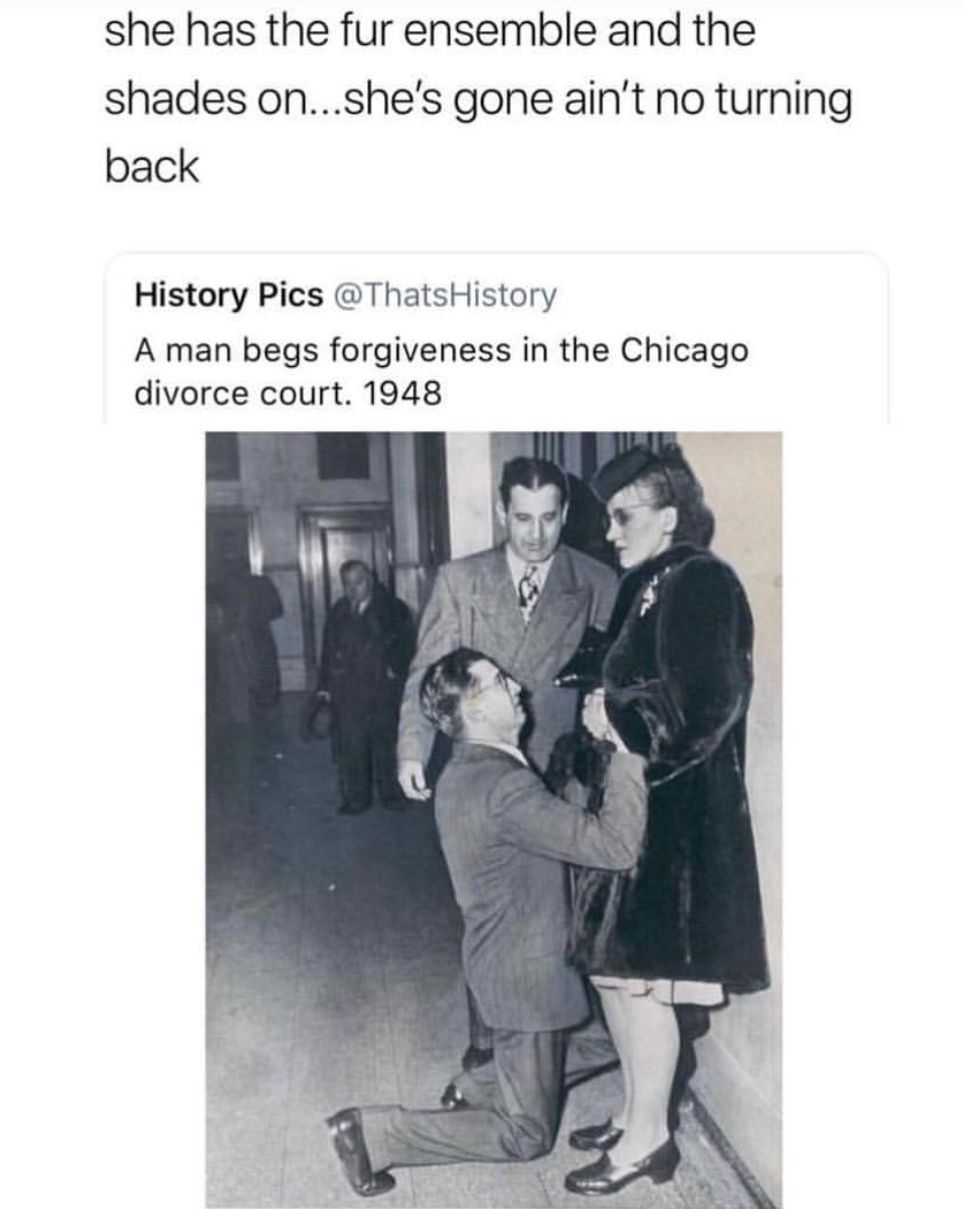 she has the fur ensemble and the
shades on...she's gone ain't no turning
back
History Pics @ThatsHistory
A man begs forgiveness in the Chicago
divorce court. 1948